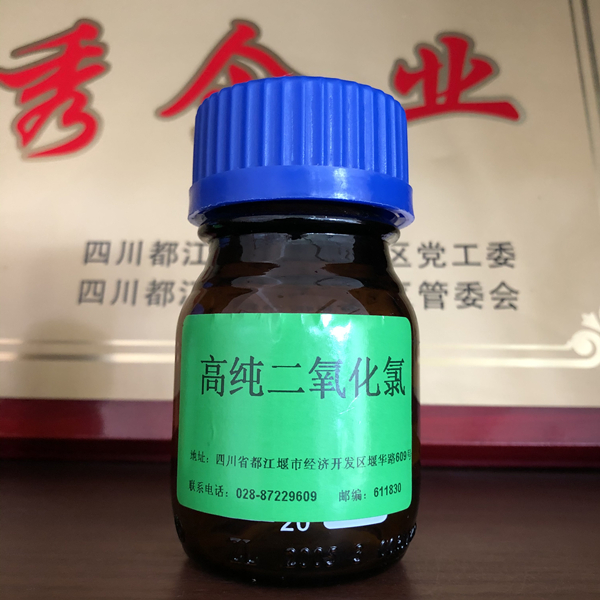 秀企业
四川都江
区党工委
四川都江
区管委会
高纯二氧化氯
地址：四川省都江堰市经济开发区堰华路609号
联系电话：028-87229609 邮编：611830
20